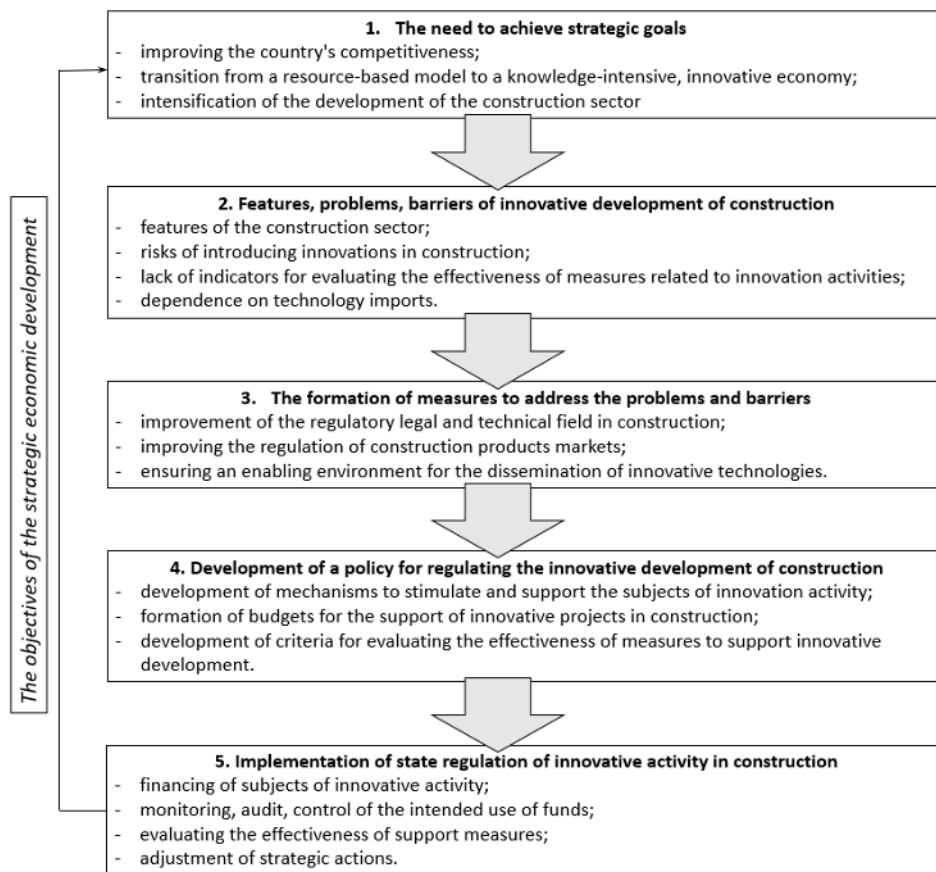 The objectives of the strategic economic development
1. The need to achieve strategic goals
- improving the country's competitiveness;
- transition from a resource-based model to a knowledge-intensive, innovative economy;
- intensification of the development of the construction sector
2. Features, problems, barriers of innovative development of construction
- features of the construction sector;
- risks of introducing innovations in construction;
- lack of indicators for evaluating the effectiveness of measures related to innovation activities;
- dependence on technology imports.
3. The formation of measures to address the problems and barriers
- improvement of the regulatory legal and technical field in construction;
- improving the regulation of construction products markets;
- ensuring an enabling environment for the dissemination of innovative technologies.
4. Development of a policy for regulating the innovative development of construction
- development of mechanisms to stimulate and support the subjects of innovation activity;
- formation of budgets for the support of innovative projects in construction;
- development of criteria for evaluating the effectiveness of measures to support innovative
development.
5. Implementation of state regulation of innovative activity in construction
- financing of subjects of innovative activity;
- monitoring, audit, control of the intended use of funds;
- evaluating the effectiveness of support measures;
- adjustment of strategic actions.